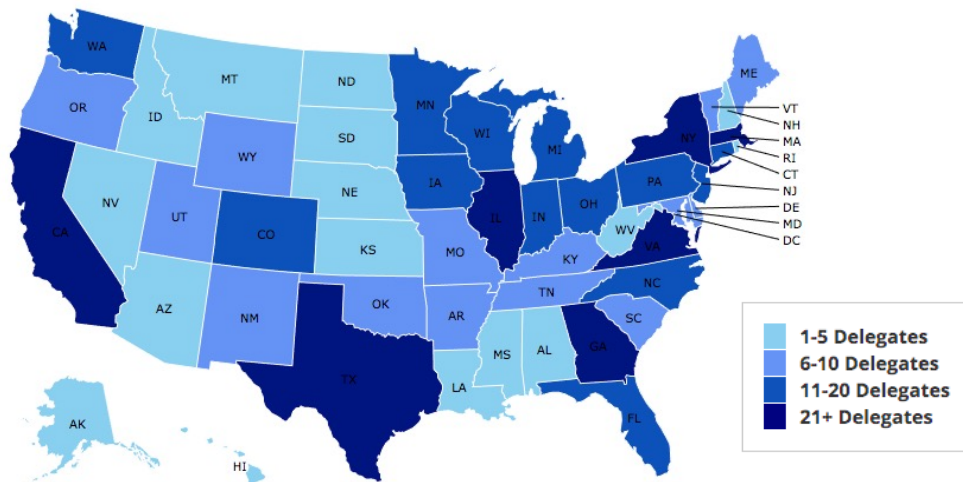 WA
MT
ND
MN
ME
OR
ID
SD
WI
MI
NY
VT
NH
MA
RI
CT
NJ
DE
MD
DC
WY
NE
IA
PA
NV
UT
CO
IL
IN
OH
WV
VA
CA
KS
MO
KY
AZ
NM
OK
AR
TN
NC
SC
TX
LA
MS
AL
GA
FL
AK
HI
1-5 Delegates
6-10 Delegates
11-20 Delegates
21+ Delegates